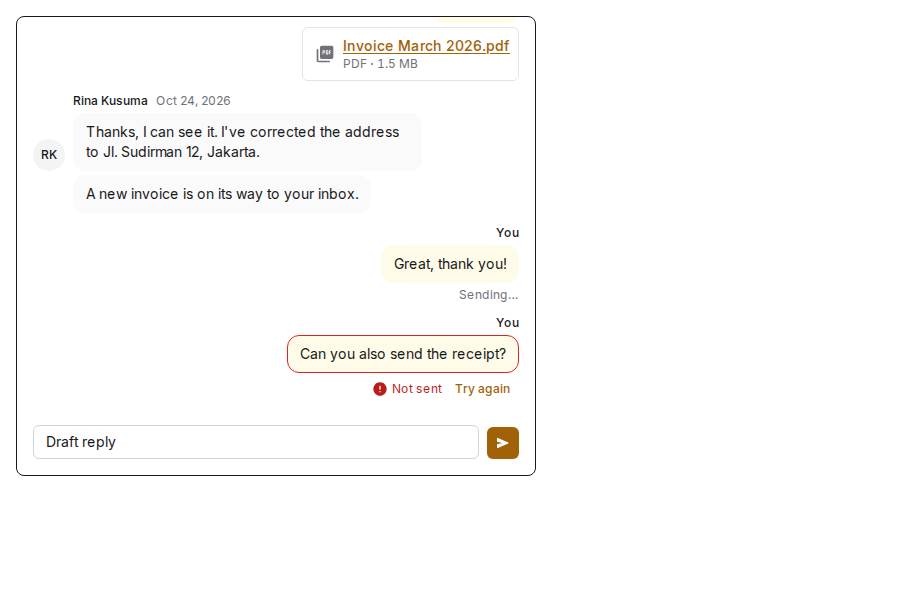 Invoice March 2026.pdf
PDF · 1.5 MB
Rina Kusuma Oct 24, 2026
Thanks, I can see it. I've corrected the address
to Jl. Sudirman 12, Jakarta.
RK
A new invoice is on its way to your inbox.
You
Great, thank you!
Sending…
You
Can you also send the receipt?
Not sent Try again
Draft reply